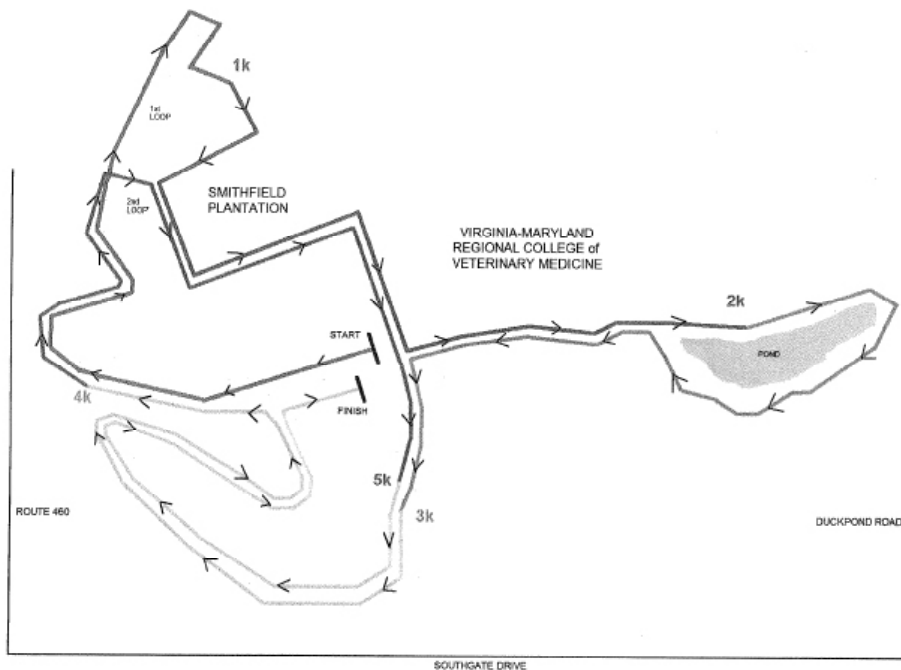 1k
1st
LOOP
SMITHFIELD
PLANTATION
2nd
LOOP
VIRGINIA-MARYLAND
REGIONAL COLLEGE of
VETERINARY MEDICINE
2k
START
POND
4k
FINISH
5k
3k
ROUTE 460
DUCKPOND ROAD
SOUTHGATE DRIVE